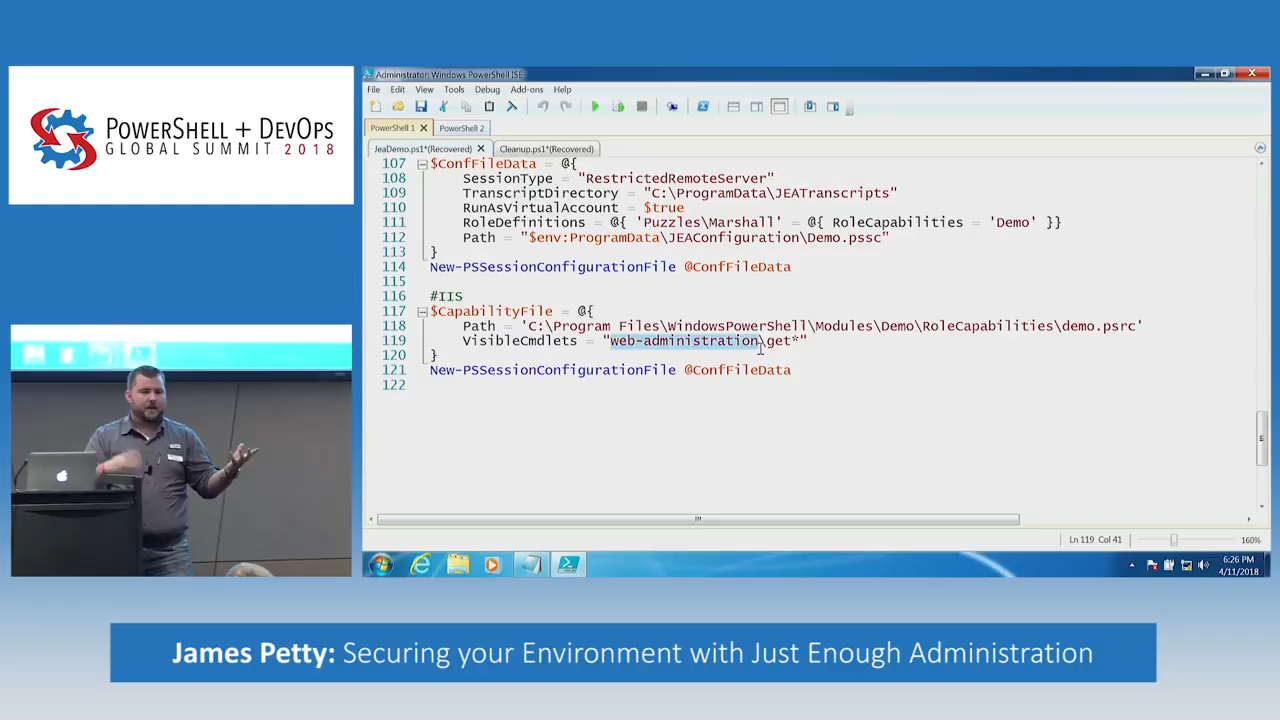 POWERSHELL + DEVOPS
GLOBAL SUMMIT 2018
Administrator: Windows PowerShell ISE
File Edit View Tools Debug Add-ons Help
PowerShell 1 PowerShell 2
JeaDemo.ps1*(Recovered) Cleanup.ps1*(Recovered)
107 $ConfFileData = @{
108 SessionType = "RestrictedRemoteServer"
109 TranscriptDirectory = "C:\ProgramData\JEATranscripts"
110 RunAsVirtualAccount = $true
111 RoleDefinitions = @{ 'Puzzles\Marshall' = @{ RoleCapabilities = 'Demo' }}
112 Path = "$env:ProgramData\JEAConfiguration\Demo.pssc"
113 }
114 New-PSSessionConfigurationFile @ConfFileData
115
116 #IIS
117 $CapabilityFile = @{
118 Path = 'C:\Program Files\WindowsPowerShell\Modules\Demo\RoleCapabilities\demo.psrc'
119 VisibleCmdlets = "web-administration\get*"
120 }
121 New-PSSessionConfigurationFile @ConfFileData
122
Ln 119 Col 41 160%
6:26 PM
4/11/2018
James Petty: Securing your Environment with Just Enough Administration